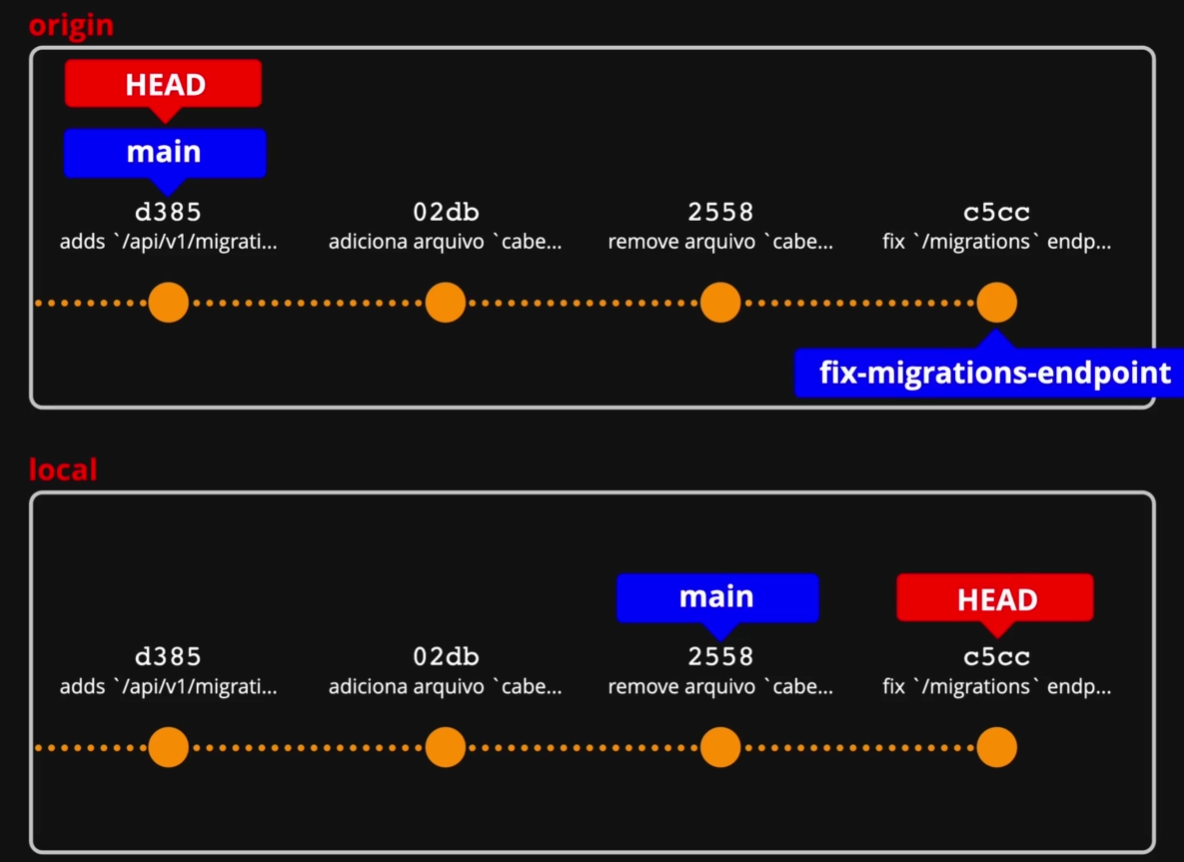 origin
HEAD
main
d385 02db 2558 c5cc
adds `/api/v1/migrati... adiciona arquivo `cabe... remove arquivo `cabe... fix `/migrations` endp...
fix-migrations-endpoint
local
main HEAD
d385 02db 2558 c5cc
adds `/api/v1/migrati... adiciona arquivo `cabe... remove arquivo `cabe... fix `/migrations` endp...